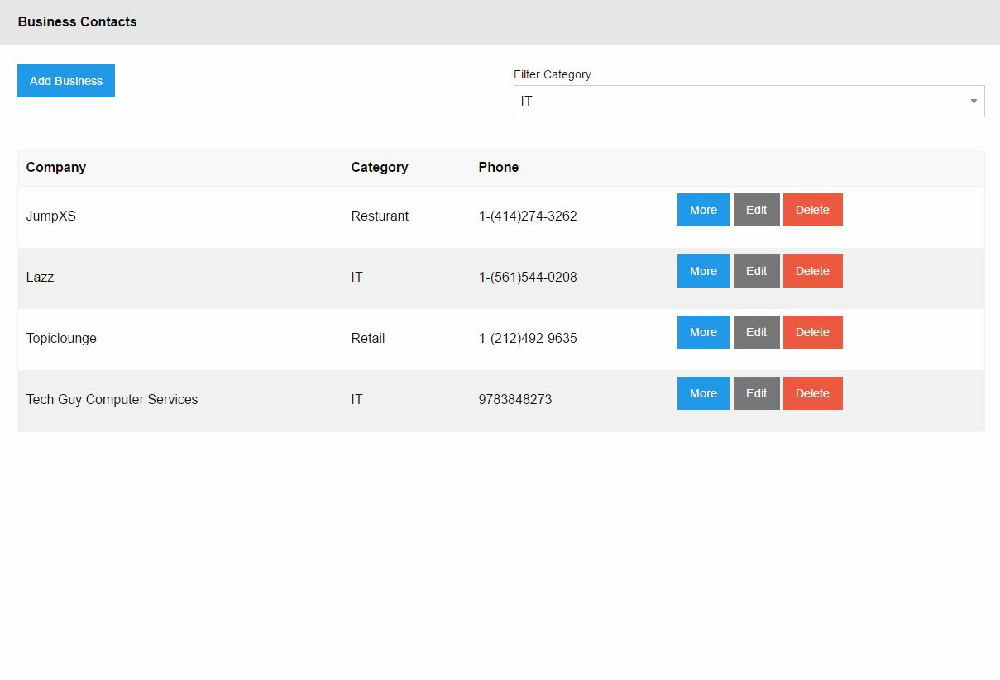 Business Contacts
Add Business
Filter Category
IT
Company Category Phone
JumpXS Resturant 1-(414)274-3262 More Edit Delete
Lazz IT 1-(561)544-0208 More Edit Delete
Topiclounge Retail 1-(212)492-9635 More Edit Delete
Tech Guy Computer Services IT 9783848273 More Edit Delete